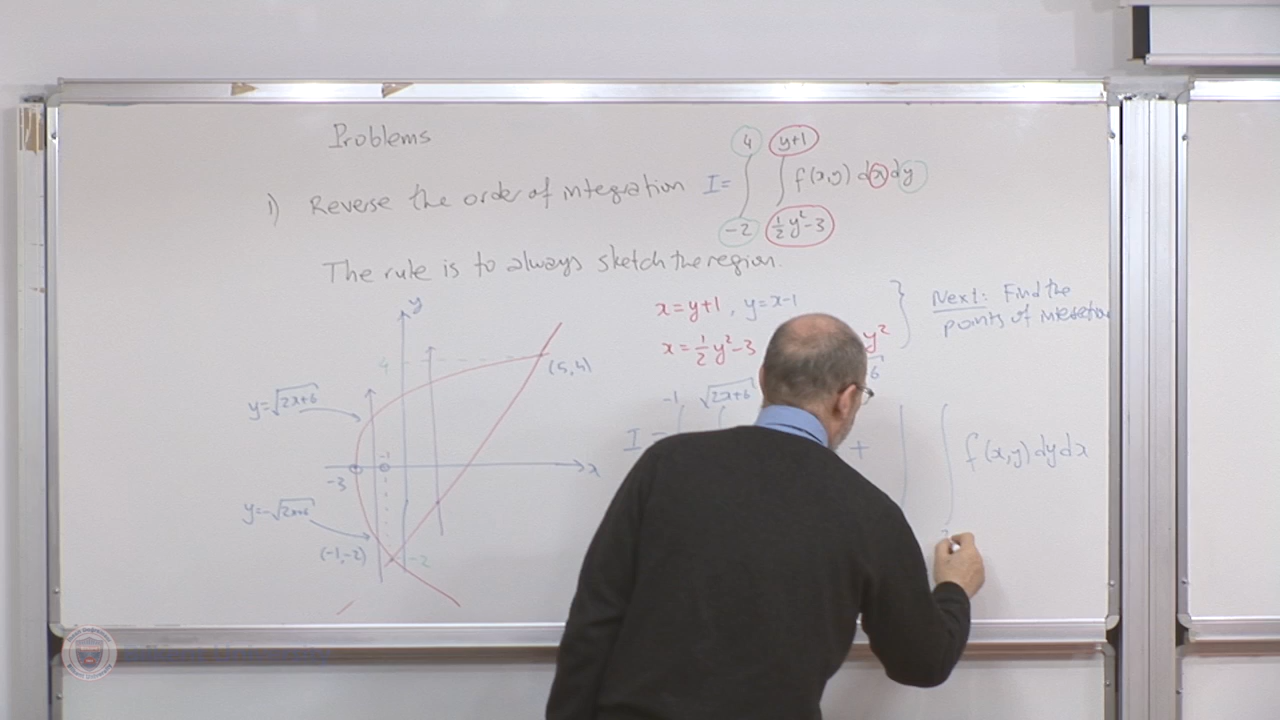 Problems
1) Reverse the order of integration I = ∫_{-2}^{4} ∫_{½y²-3}^{y+1} f(x,y) dx dy
The rule is to always sketch the region.
x = y+1, y = x-1
x = ½y²-3
y²
6
Next: Find the
points of
y
4
(5,4)
y=√2x+6
-1
x
-3
y=-√2x+6
(-1,-2)
-2
-1 √2x+6
I = ∫ ∫ + ∫ ∫ f(x,y) dy dx